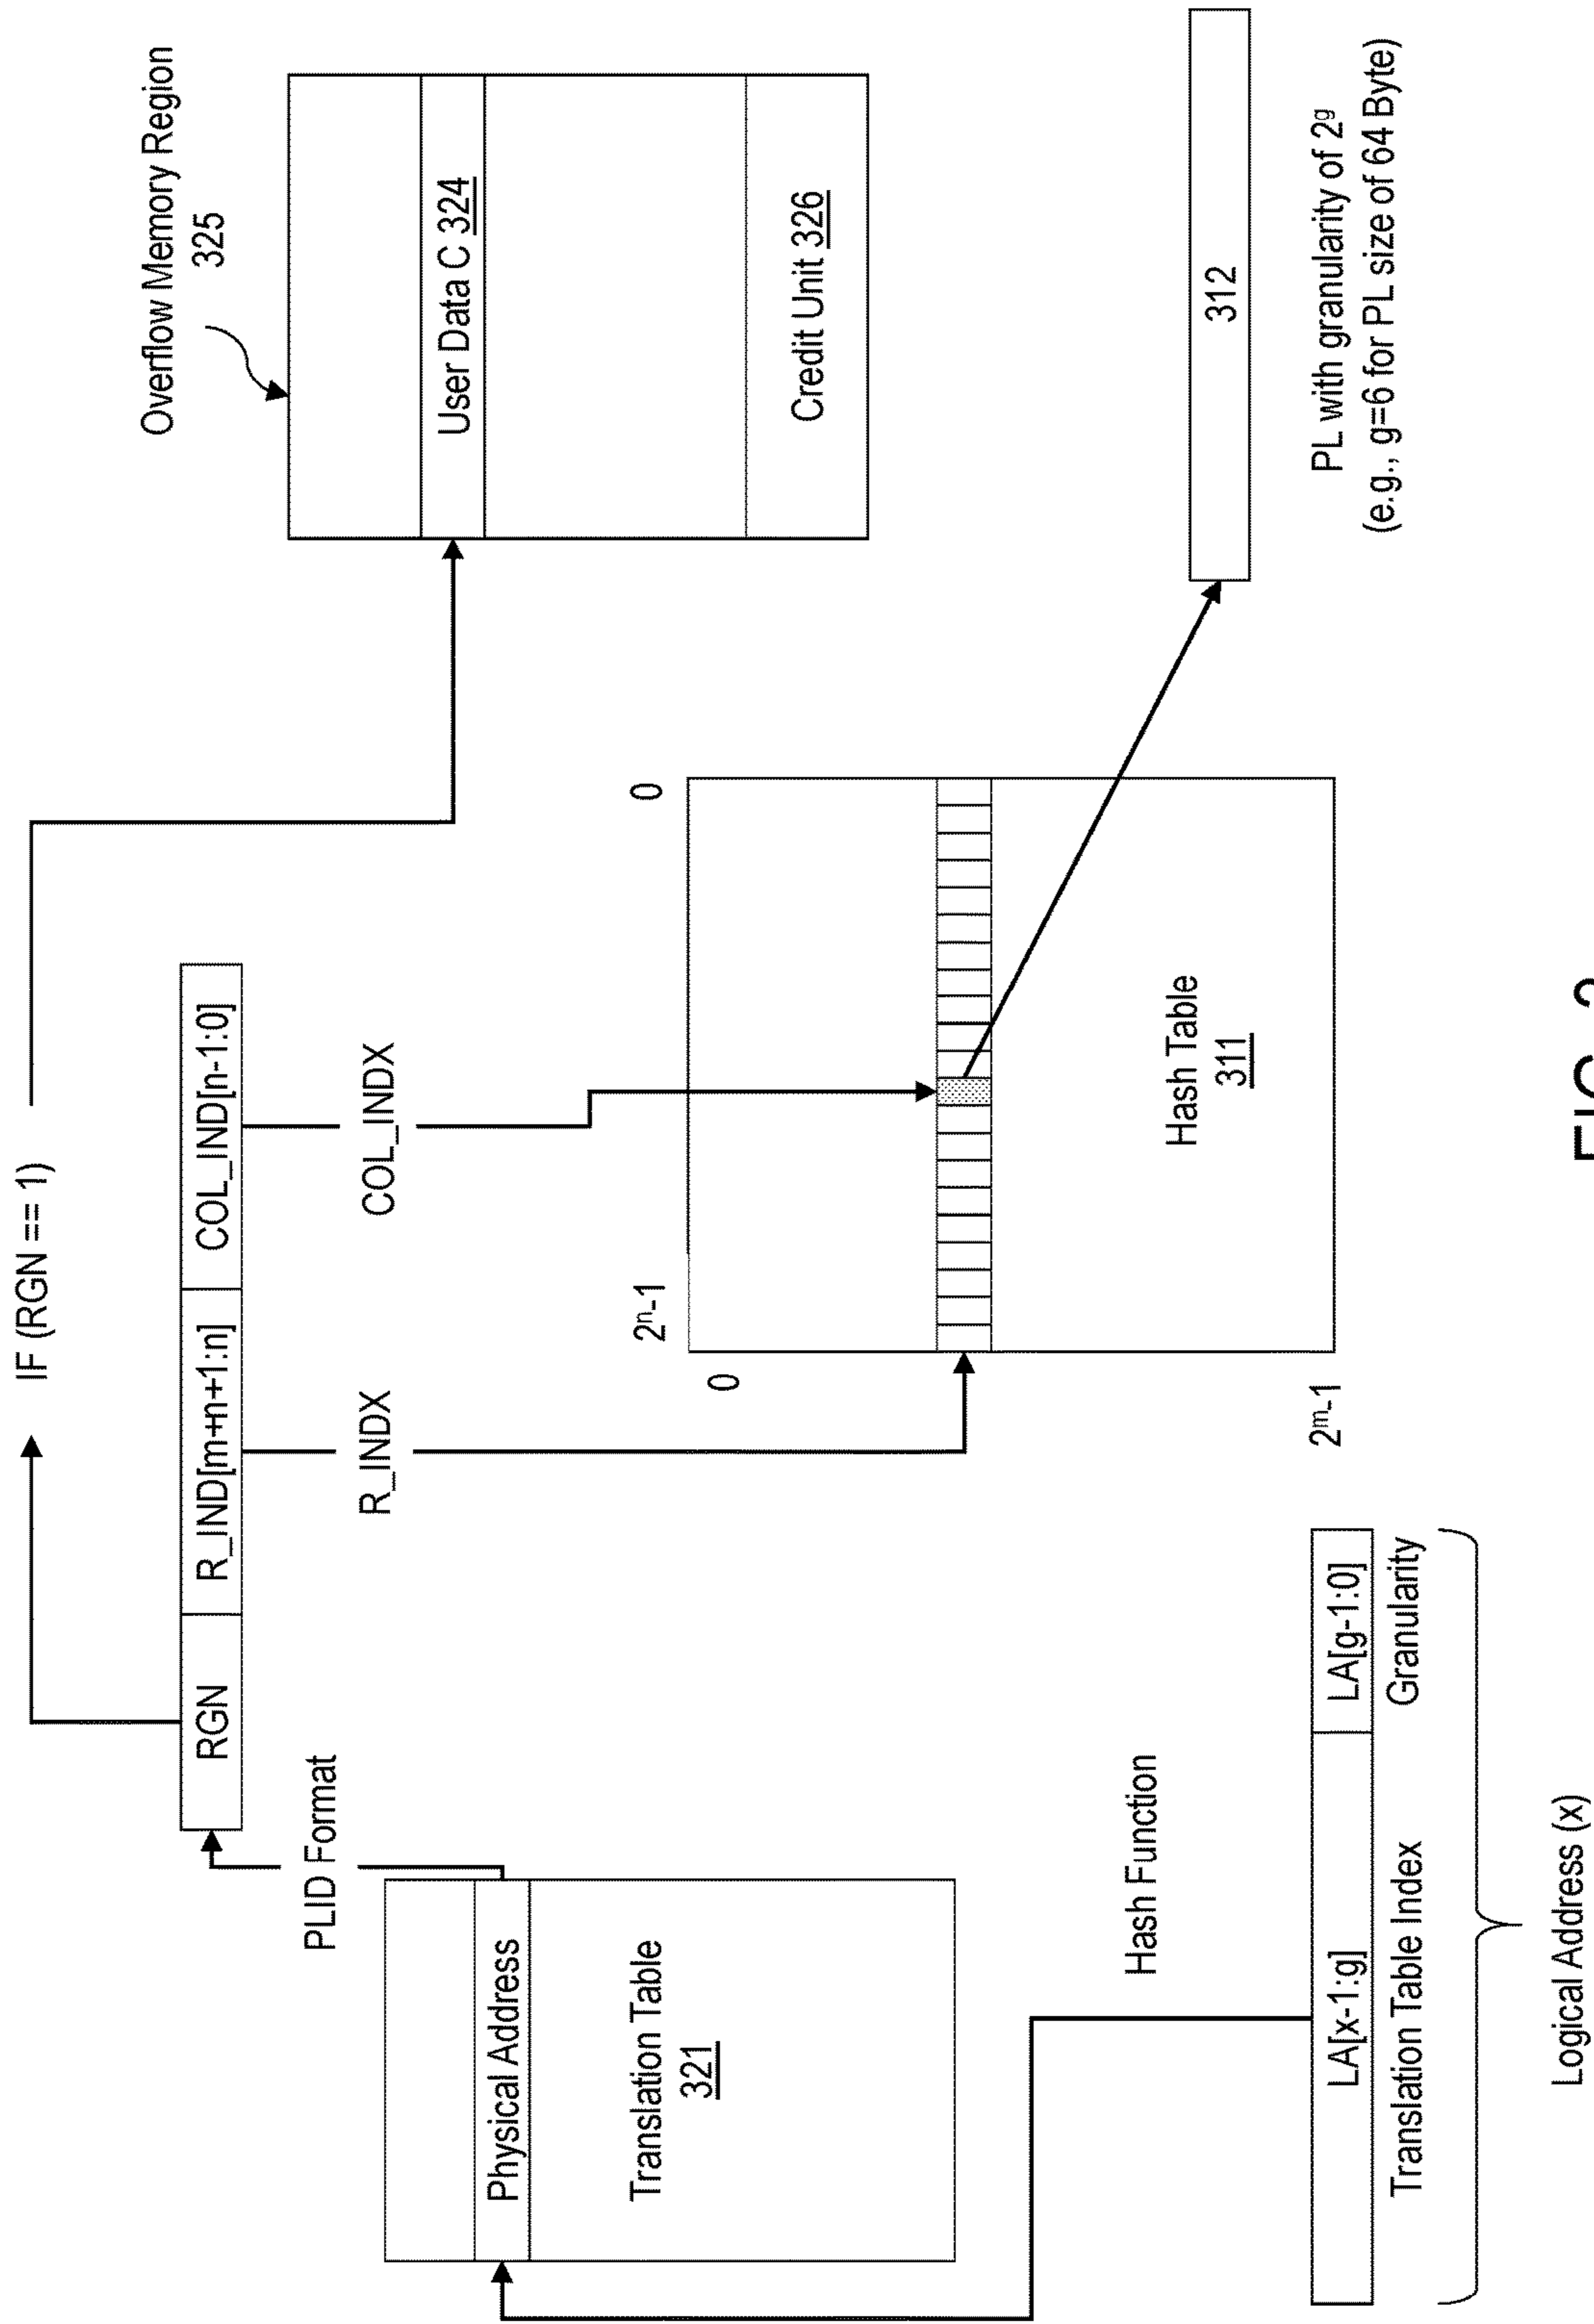 IF (RGN == 1)
Overflow Memory Region
325
RGN
R_IND[m+n+1:n]
COL_IND[n-1:0]
PLID Format
R_INDX
COL_INDX
User Data C 324
Credit Unit 326
Physical Address
Translation Table
321
2ⁿ-1
0
0
2ᵐ-1
Hash Table
311
Hash Function
312
LA[x-1:g]
LA[g-1:0]
Translation Table Index
Granularity
Logical Address (x)
PL with granularity of 2ᵍ
(e.g., g=6 for PL size of 64 Byte)
FIG.